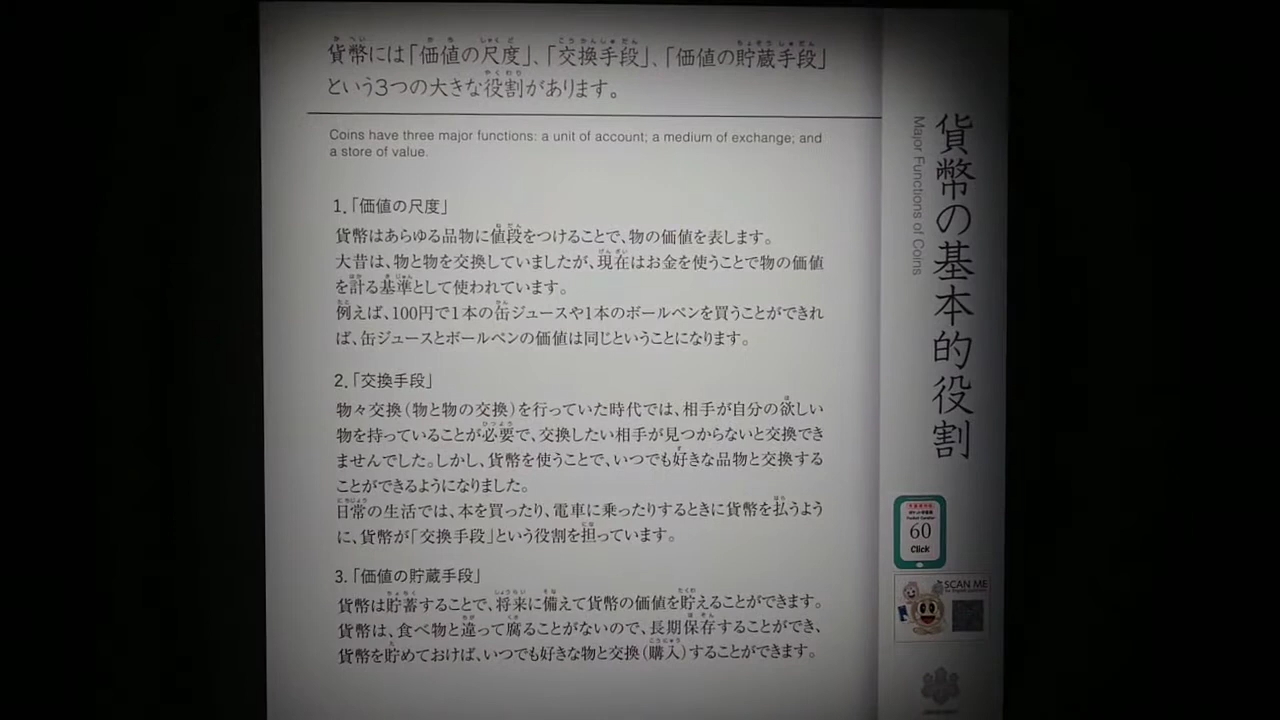 貨幣の基本的役割
Major Functions of Coins
貨幣には「価値の尺度」、「交換手段」、「価値の貯蔵手段」
という3つの大きな役割があります。
Coins have three major functions: a unit of account; a medium of exchange; and
a store of value.
1.「価値の尺度」
貨幣はあらゆる品物に値段をつけることで、物の価値を表します。
大昔は、物と物を交換していましたが、現在はお金を使うことで物の価値
を計る基準として使われています。
例えば、100円で1本の缶ジュースや1本のボールペンを買うことができれ
ば、缶ジュースとボールペンの価値は同じということになります。
2.「交換手段」
物々交換(物と物の交換)を行っていた時代では、相手が自分の欲しい
物を持っていることが必要で、交換したい相手が見つからないと交換でき
ませんでした。しかし、貨幣を使うことで、いつでも好きな品物と交換する
ことができるようになりました。
日常の生活では、本を買ったり、電車に乗ったりするときに貨幣を払うよう
に、貨幣が「交換手段」という役割を担っています。
3.「価値の貯蔵手段」
貨幣は貯蓄することで、将来に備えて貨幣の価値を貯えることができます。
貨幣は、食べ物と違って腐ることがないので、長期保存することができ、
貨幣を貯めておけば、いつでも好きな物と交換(購入)することができます。
60
Click
SCAN ME